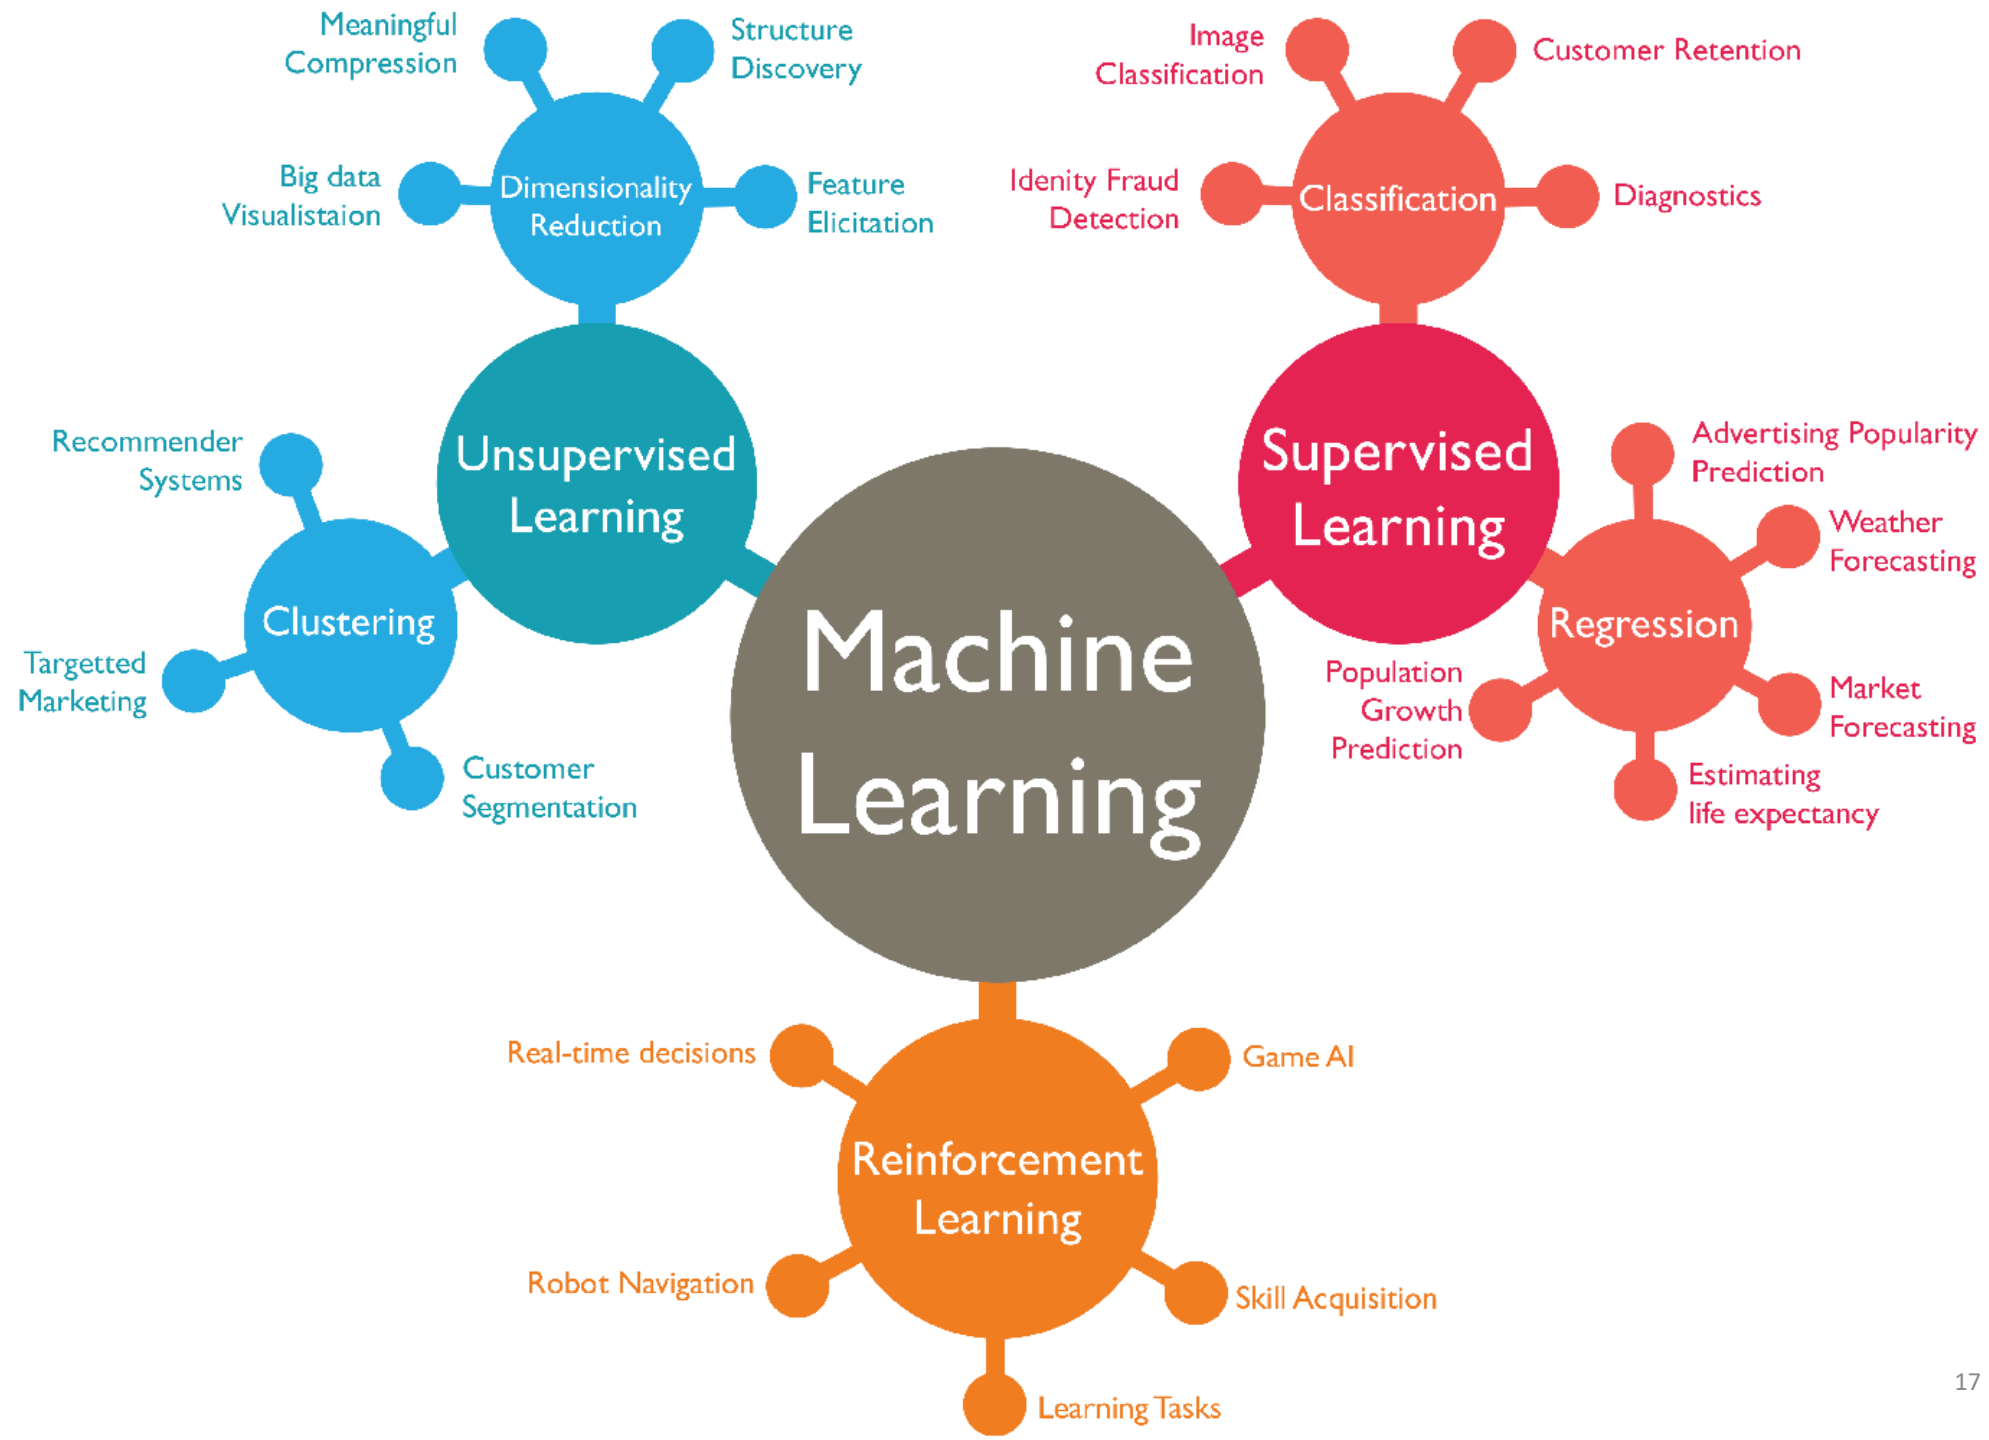 Meaningful
Compression
Structure
Discovery
Big data
Visualistaion
Dimensionality
Reduction
Feature
Elicitation
Image
Classification
Customer Retention
Idenity Fraud
Detection
Classification
Diagnostics
Unsupervised
Learning
Recommender
Systems
Clustering
Targetted
Marketing
Customer
Segmentation
Supervised
Learning
Advertising Popularity
Prediction
Weather
Forecasting
Regression
Population
Growth
Prediction
Market
Forecasting
Estimating
life expectancy
Machine
Learning
Real-time decisions
Game AI
Reinforcement
Learning
Robot Navigation
Skill Acquisition
Learning Tasks
17